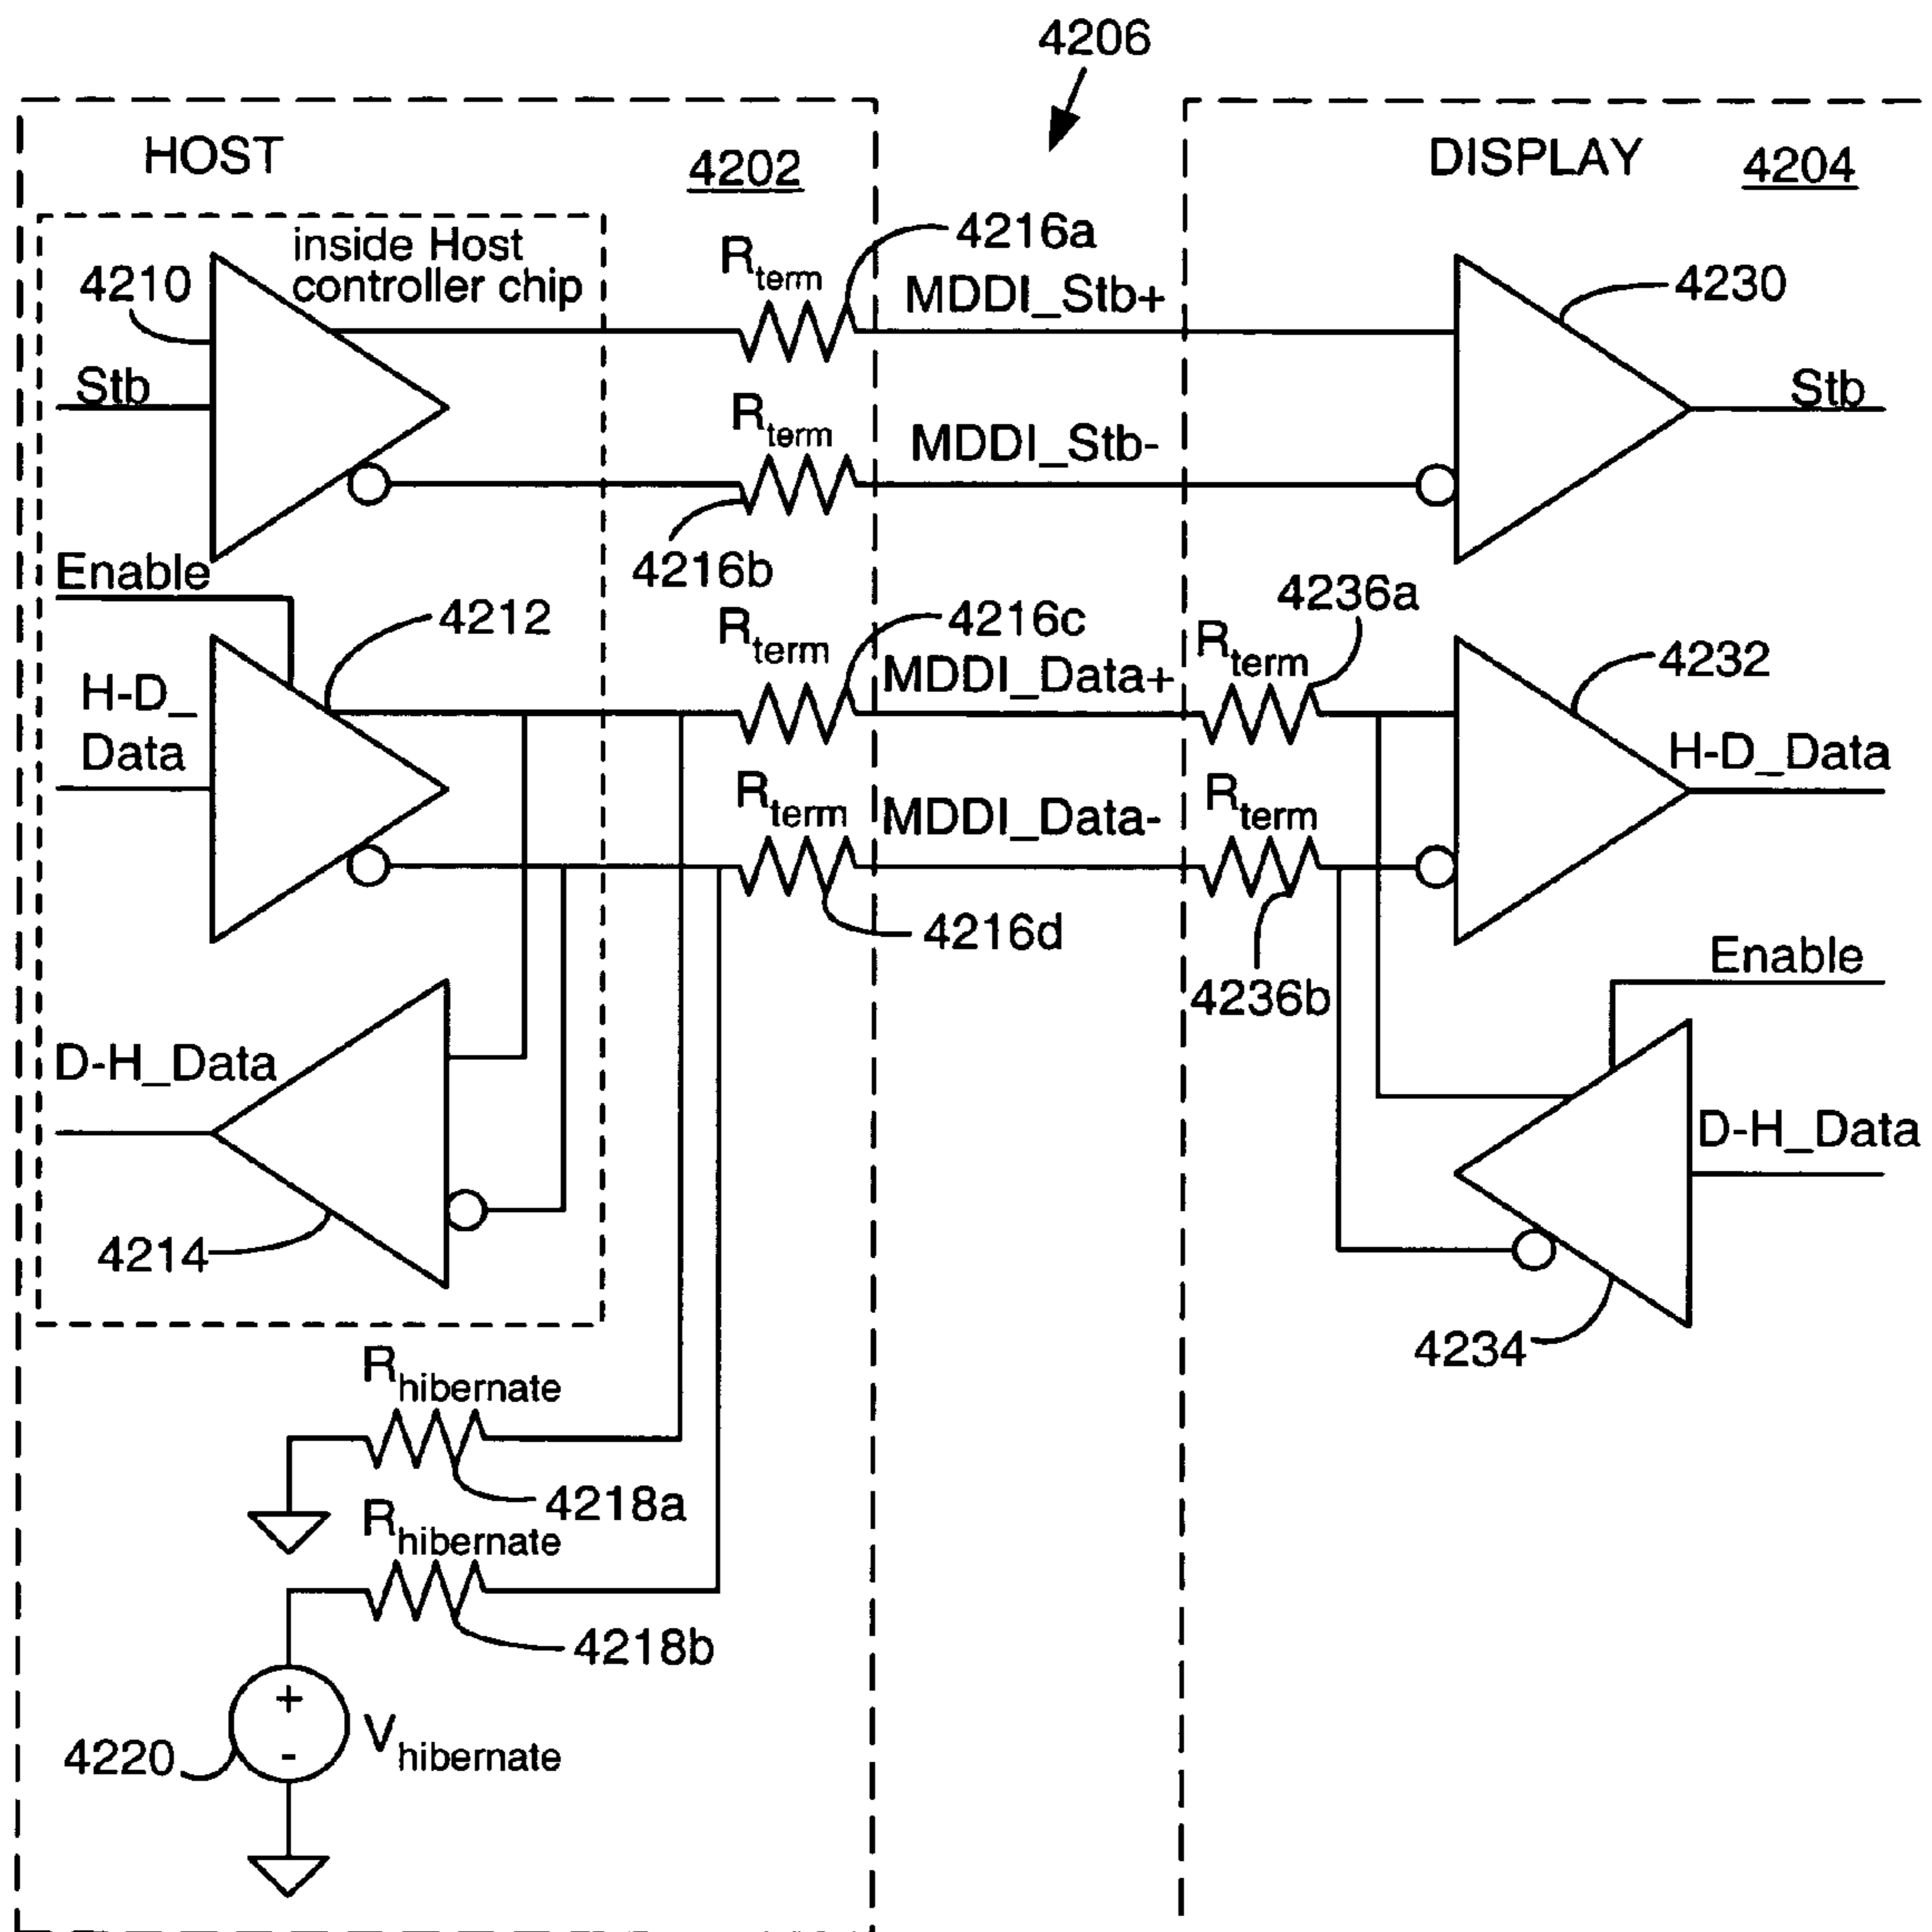 4206
HOST
4202
DISPLAY
4204
inside Host
controller chip
4210
Stb
Rterm
4216a
MDDI_Stb+
4230
Stb
Rterm
MDDI_Stb-
4216b
Enable
4212
H-D_
Data
Rterm
4216c
MDDI_Data+
4236a
Rterm
4232
H-D_Data
Rterm
MDDI_Data-
Rterm
4216d
4236b
Enable
D-H_Data
D-H_Data
4214
4234
Rhibernate
4218a
Rhibernate
4218b
+
-
Vhibernate
4220